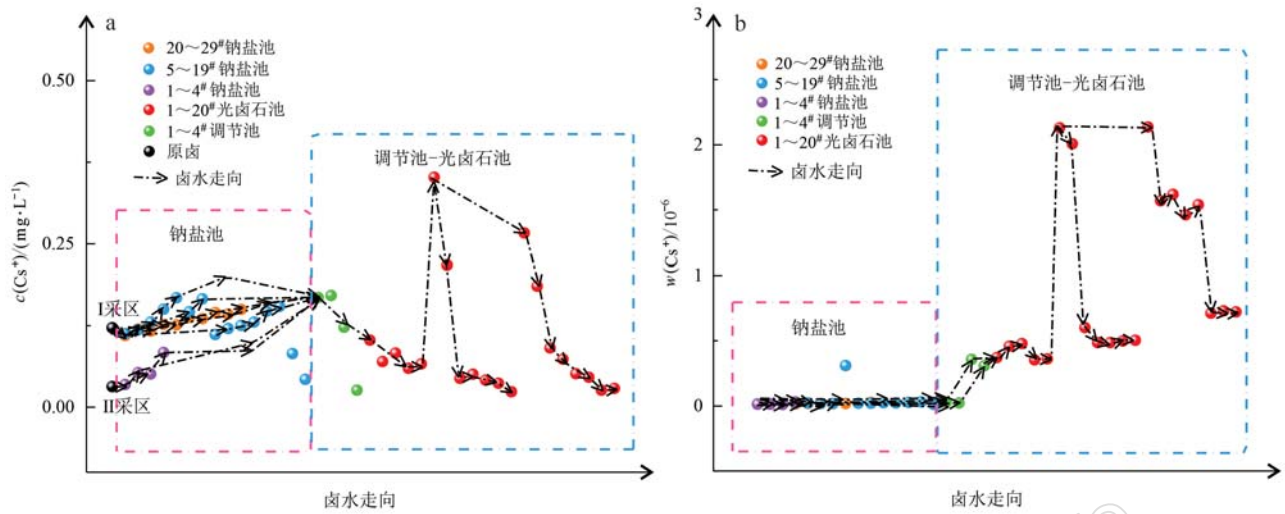 a
20～29#钠盐池
5～19#钠盐池
1～4#钠盐池
1～20#光卤石池
1～4#调节池
原卤
卤水走向
0.50
0.25
0.00
c(Cs⁺)/(mg·L⁻¹)
钠盐池
调节池-光卤石池
I采区
II采区
卤水走向
b
3
2
1
0
w(Cs⁺)/10⁻⁶
20～29#钠盐池
5～19#钠盐池
1～4#钠盐池
1～4#调节池
1～20#光卤石池
卤水走向
钠盐池
调节池-光卤石池
卤水走向